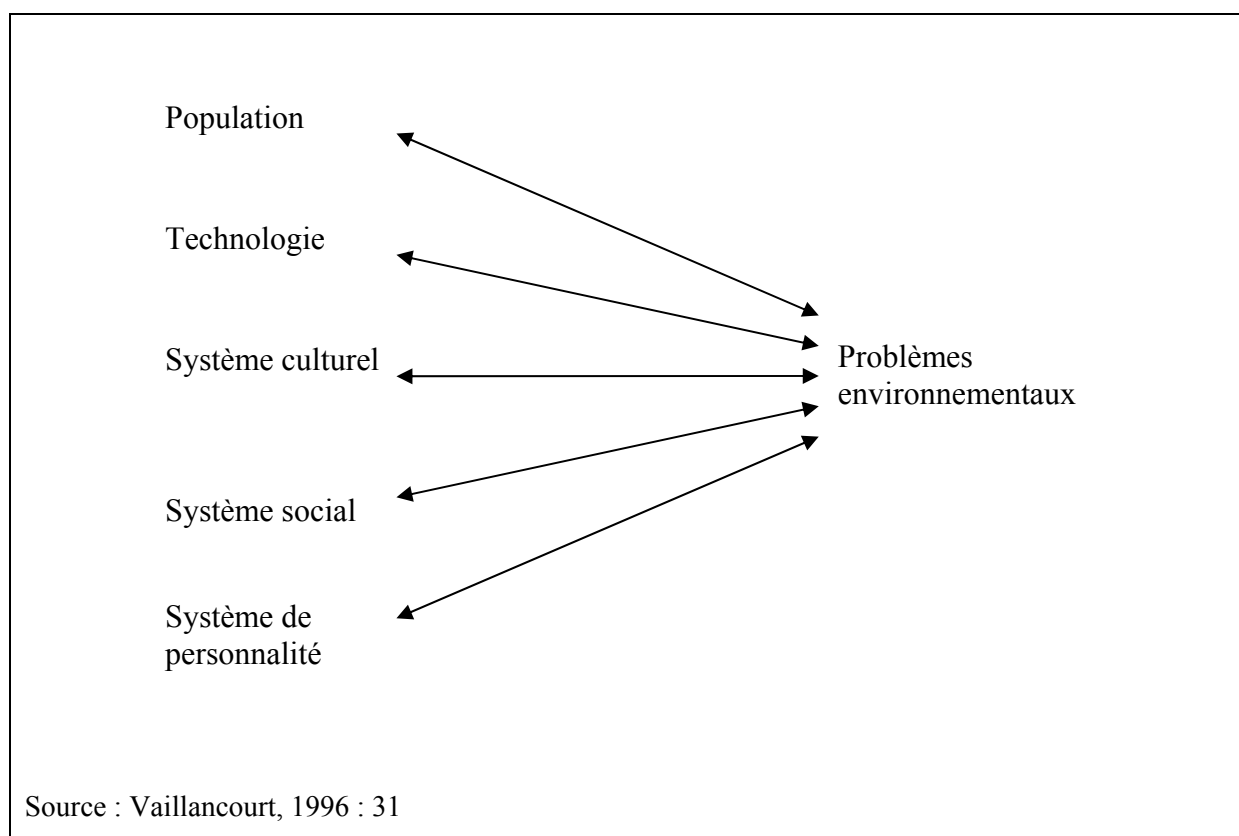 Population
Technologie
Système culturel
Problèmes
environnementaux
Système social
Système de
personnalité
Source : Vaillancourt, 1996 : 31